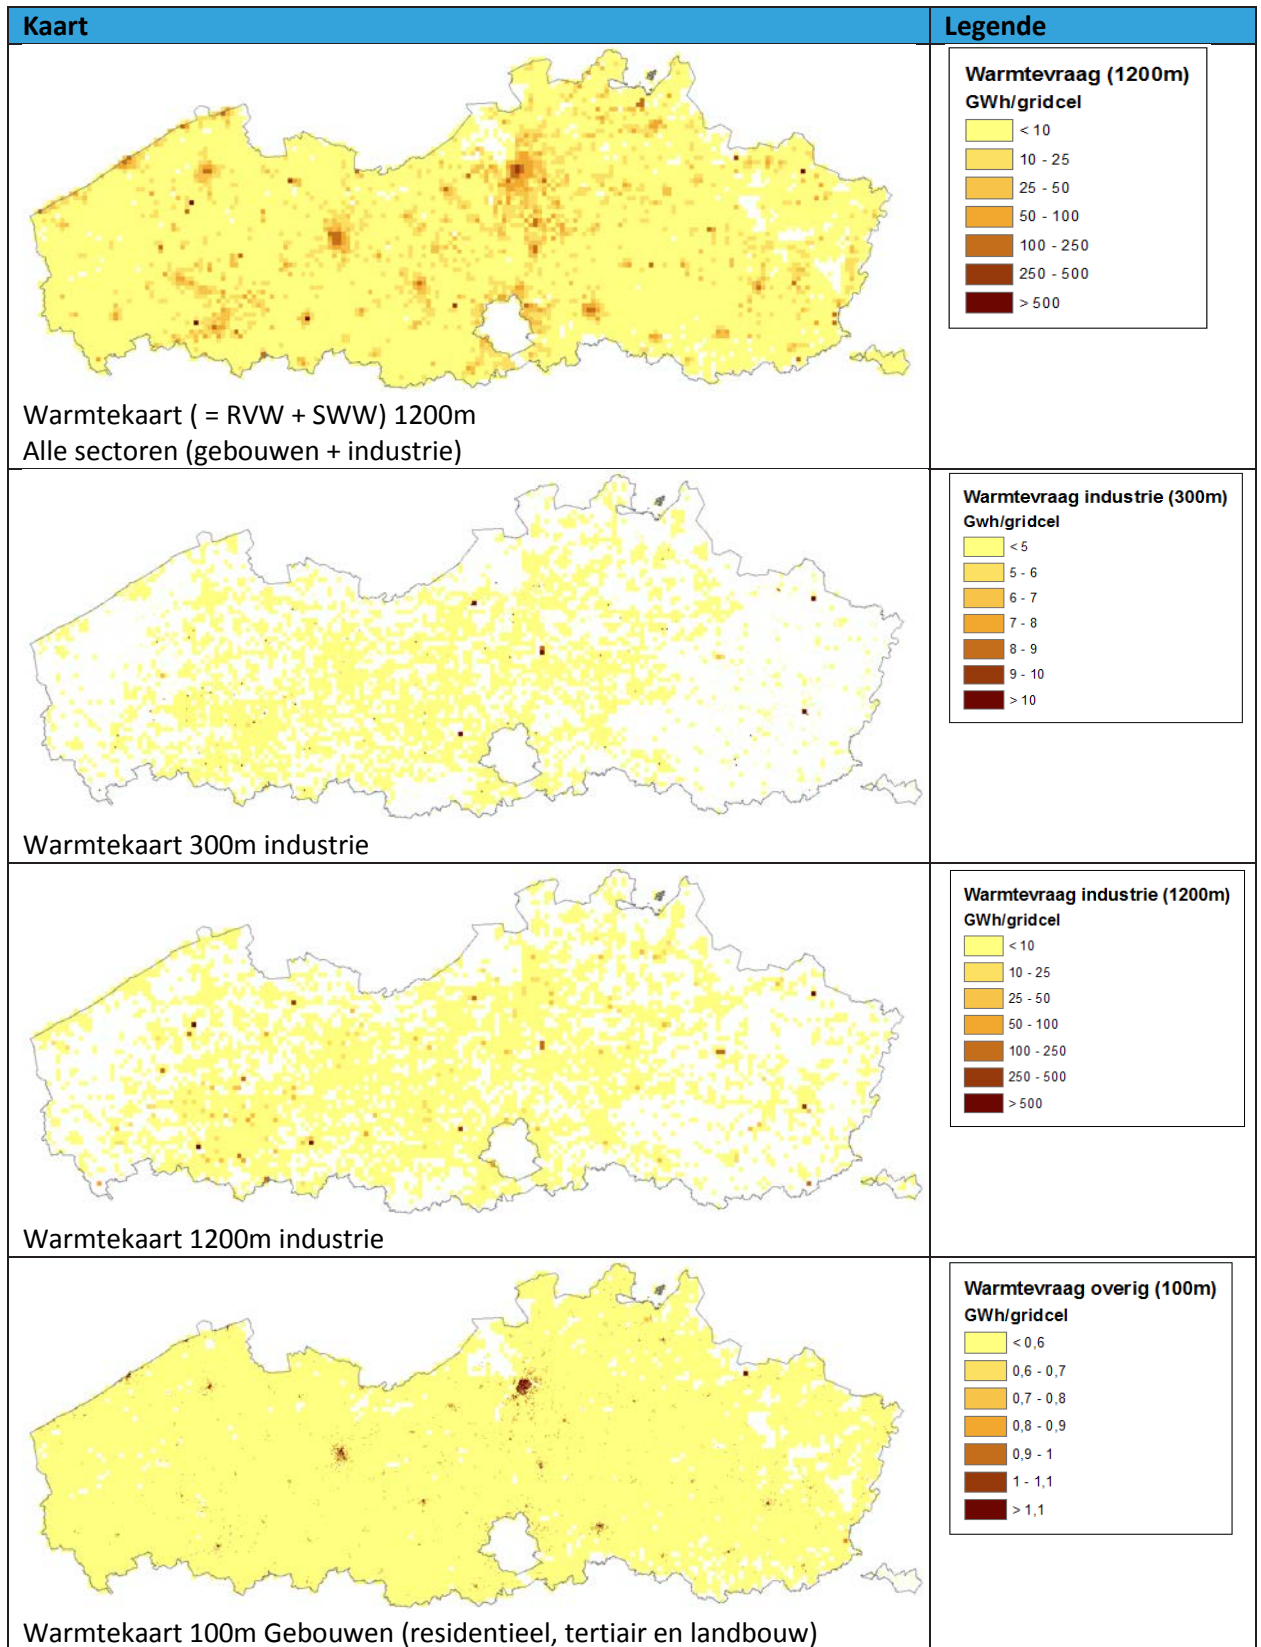 Kaart
Legende
Warmtevraag (1200m)
GWh/gridcel
< 10
10 - 25
25 - 50
50 - 100
100 - 250
250 - 500
> 500
Warmtekaart ( = RVW + SWW) 1200m
Alle sectoren (gebouwen + industrie)
Warmtevraag industrie (300m)
Gwh/gridcel
< 5
5 - 6
6 - 7
7 - 8
8 - 9
9 - 10
> 10
Warmtekaart 300m industrie
Warmtevraag industrie (1200m)
GWh/gridcel
< 10
10 - 25
25 - 50
50 - 100
100 - 250
250 - 500
> 500
Warmtekaart 1200m industrie
Warmtevraag overig (100m)
GWh/gridcel
< 0,6
0,6 - 0,7
0,7 - 0,8
0,8 - 0,9
0,9 - 1
1 - 1,1
> 1,1
Warmtekaart 100m Gebouwen (residentieel, tertiair en landbouw)